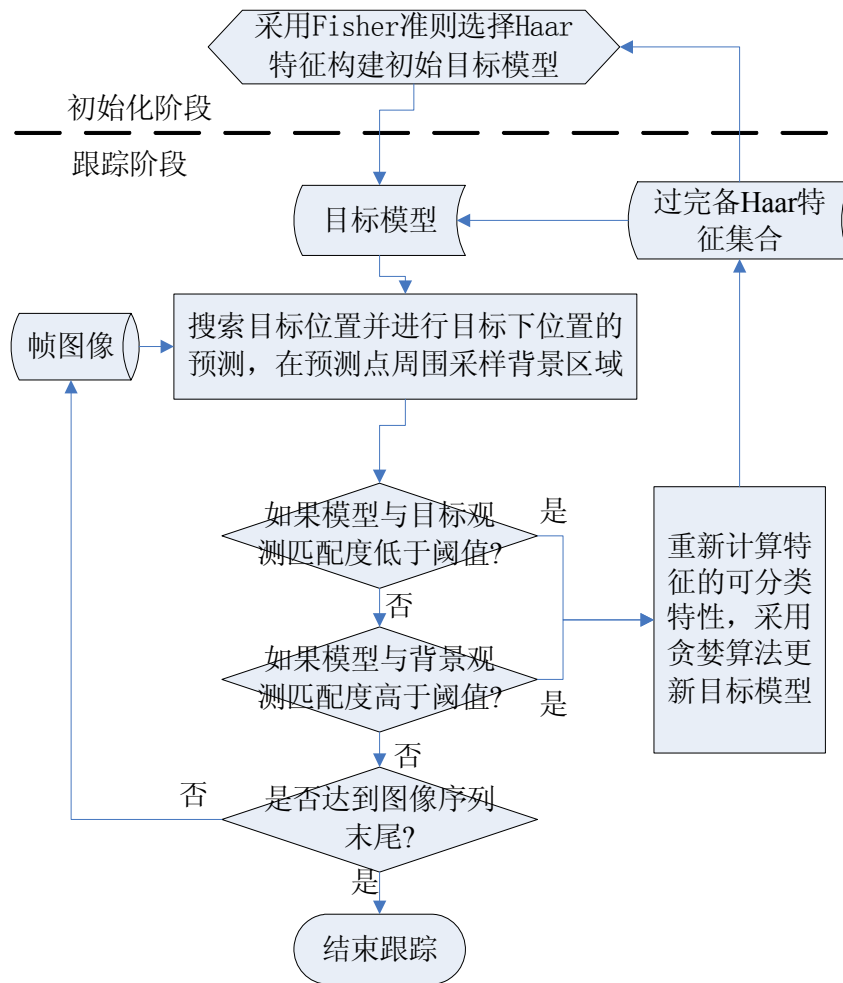 采用Fisher准则选择Haar
特征构建初始目标模型
初始化阶段
跟踪阶段
目标模型
过完备Haar特
征集合
帧图像
搜索目标位置并进行目标下位置的
预测，在预测点周围采样背景区域
如果模型与目标观
测匹配度低于阈值?
是
否
如果模型与背景观
测匹配度高于阈值?
是
否
重新计算特
征的可分类
特性，采用
贪婪算法更
新目标模型
是否达到图像序列
末尾?
否
是
结束跟踪